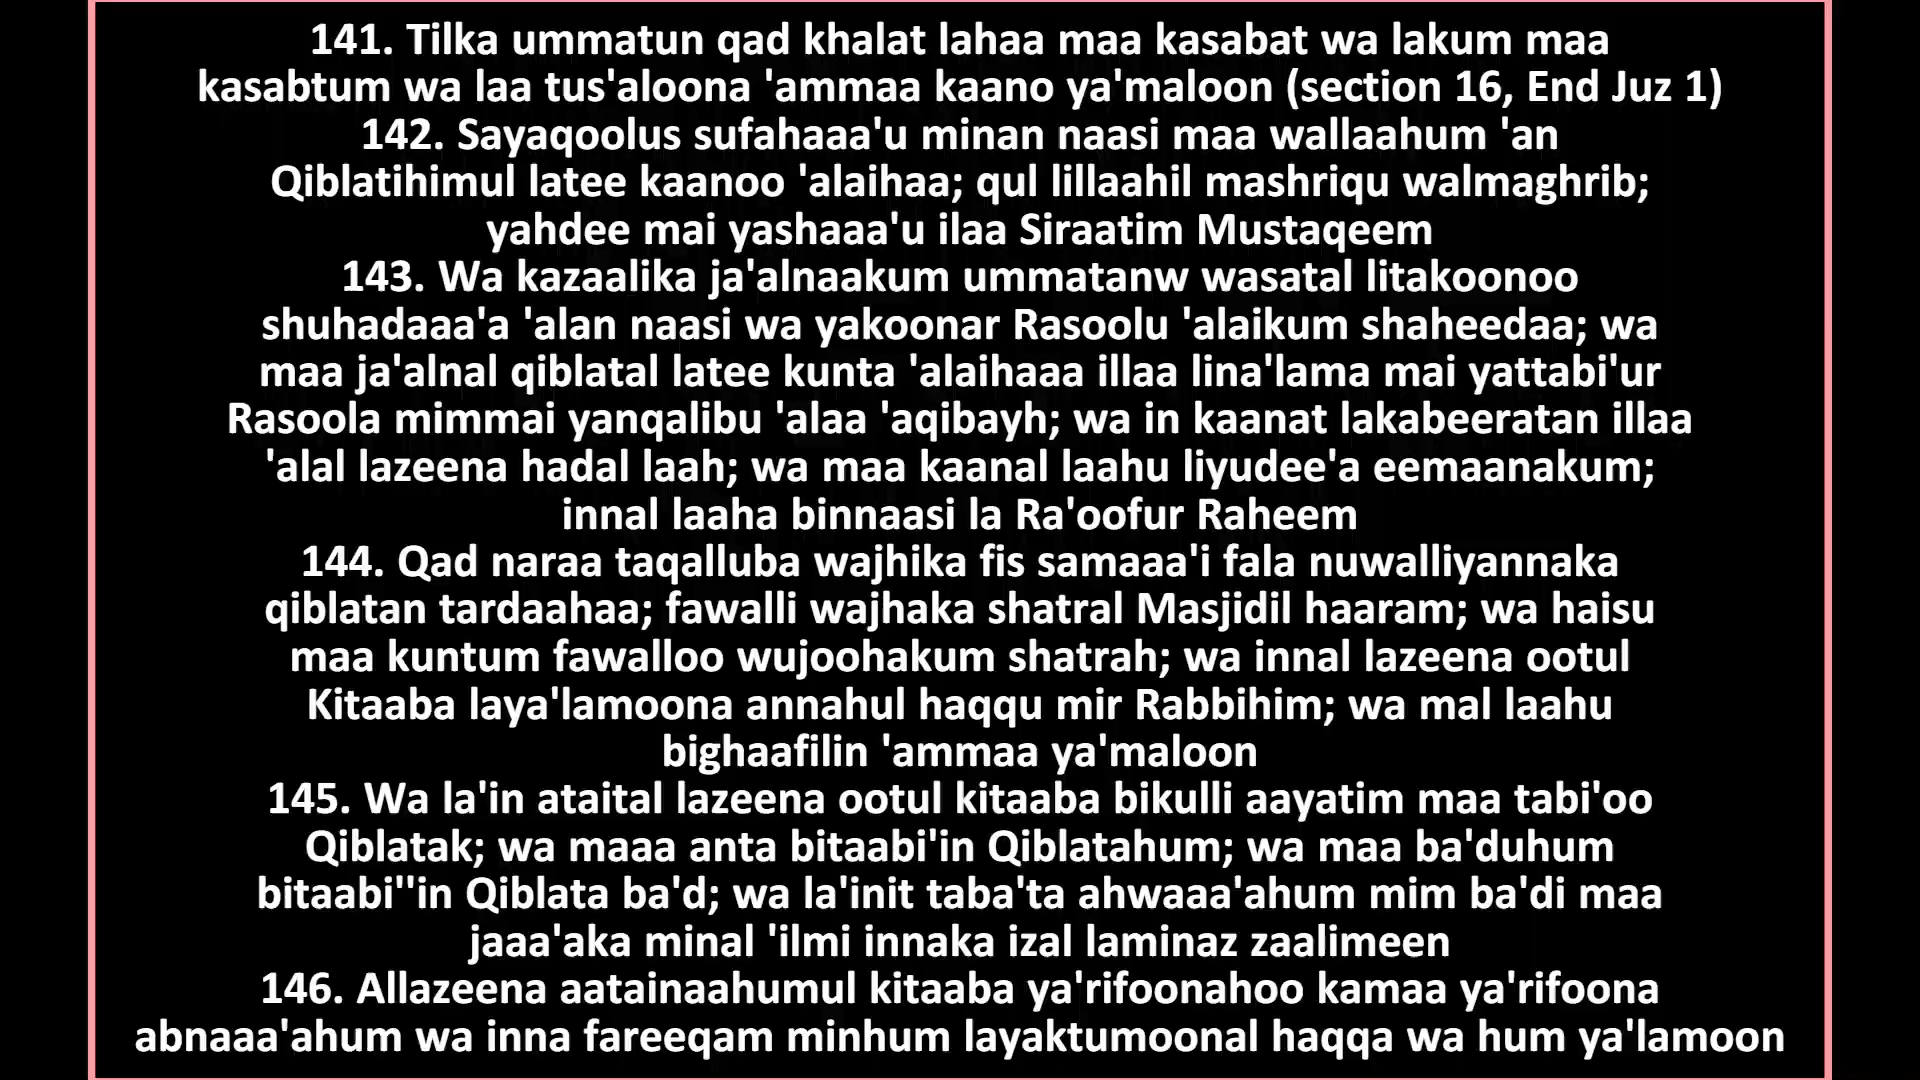 141. Tilka ummatun qad khalat lahaa maa kasabat wa lakum maa
kasabtum wa laa tus'aloona 'ammaa kaano ya'maloon (section 16, End Juz 1)
142. Sayaqoolus sufahaaa'u minan naasi maa wallaahum 'an
Qiblatihimul latee kaanoo 'alaihaa; qul lillaahil mashriqu walmaghrib;
yahdee mai yashaaa'u ilaa Siraatim Mustaqeem
143. Wa kazaalika ja'alnaakum ummatanw wasatal litakoonoo
shuhadaaa'a 'alan naasi wa yakoonar Rasoolu 'alaikum shaheedaa; wa
maa ja'alnal qiblatal latee kunta 'alaihaaa illaa lina'lama mai yattabi'ur
Rasoola mimmai yanqalibu 'alaa 'aqibayh; wa in kaanat lakabeeratan illaa
'alal lazeena hadal laah; wa maa kaanal laahu liyudee'a eemaanakum;
innal laaha binnaasi la Ra'oofur Raheem
144. Qad naraa taqalluba wajhika fis samaaa'i fala nuwalliyannaka
qiblatan tardaahaa; fawalli wajhaka shatral Masjidil haaram; wa haisu
maa kuntum fawalloo wujoohakum shatrah; wa innal lazeena ootul
Kitaaba laya'lamoona annahul haqqu mir Rabbihim; wa mal laahu
bighaafilin 'ammaa ya'maloon
145. Wa la'in ataital lazeena ootul kitaaba bikulli aayatim maa tabi'oo
Qiblatak; wa maaa anta bitaabi'in Qiblatahum; wa maa ba'duhum
bitaabi''in Qiblata ba'd; wa la'init taba'ta ahwaaa'ahum mim ba'di maa
jaaa'aka minal 'ilmi innaka izal laminaz zaalimeen
146. Allazeena aatainaahumul kitaaba ya'rifoonahoo kamaa ya'rifoona
abnaaa'ahum wa inna fareeqam minhum layaktumoonal haqqa wa hum ya'lamoon